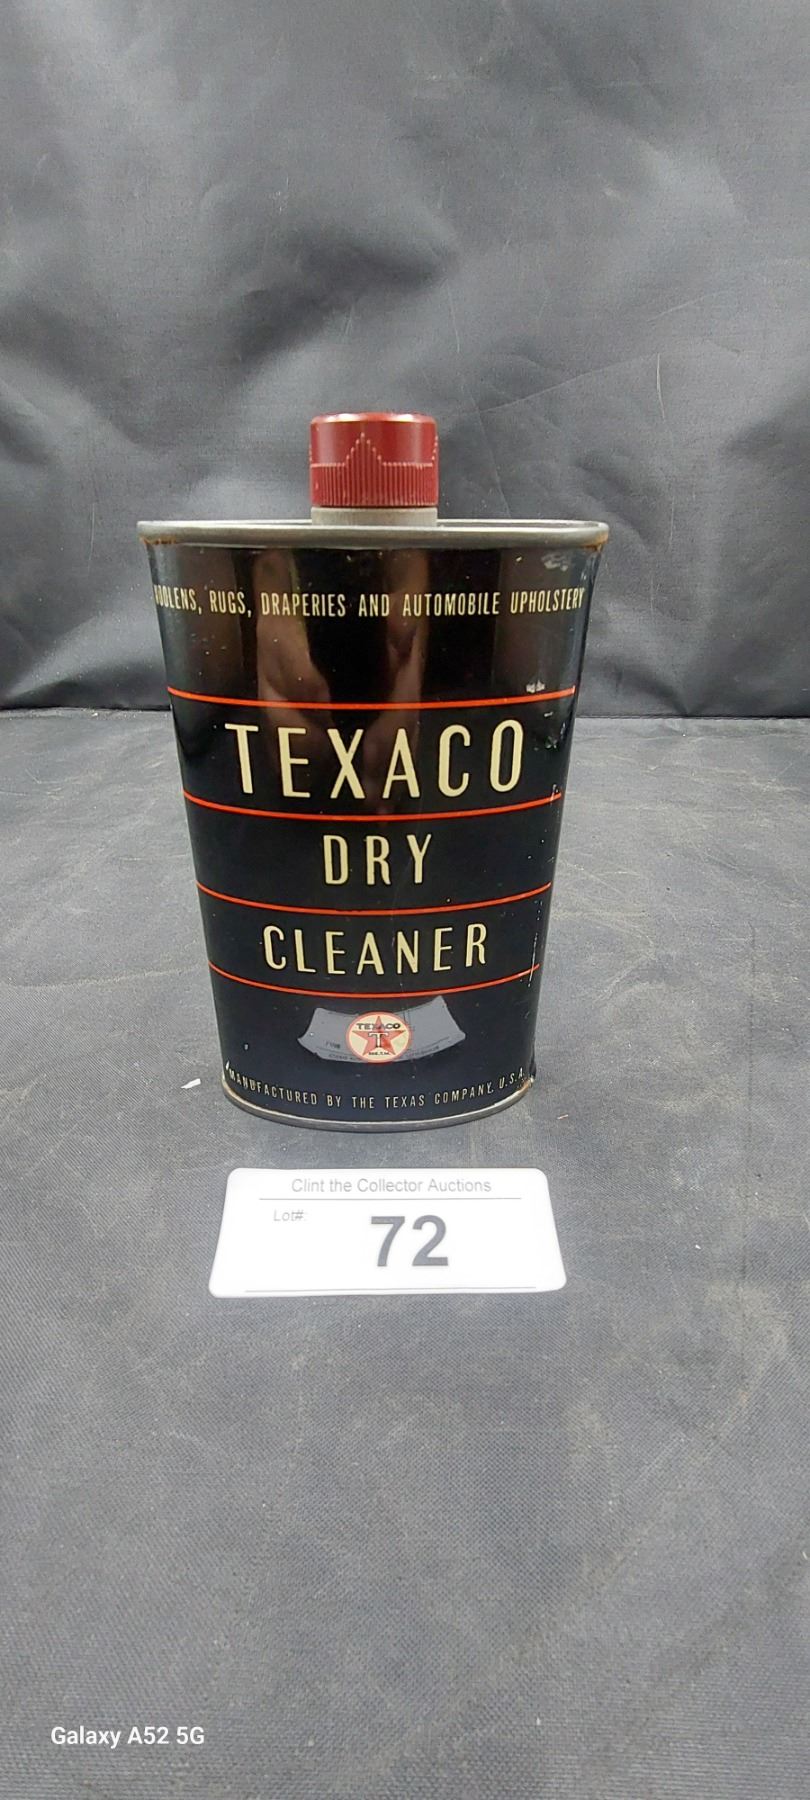 RUGS, DRAPERIES AND AUTOMOBILE UPHOLSTERY
TEXACO
DRY
CLEANER
TEXACO
T
REG.T.M.
MANUFACTURED BY THE TEXAS COMPANY, U.S.A.
Clint the Collector Auctions
Lot#:
72
Galaxy A52 5G